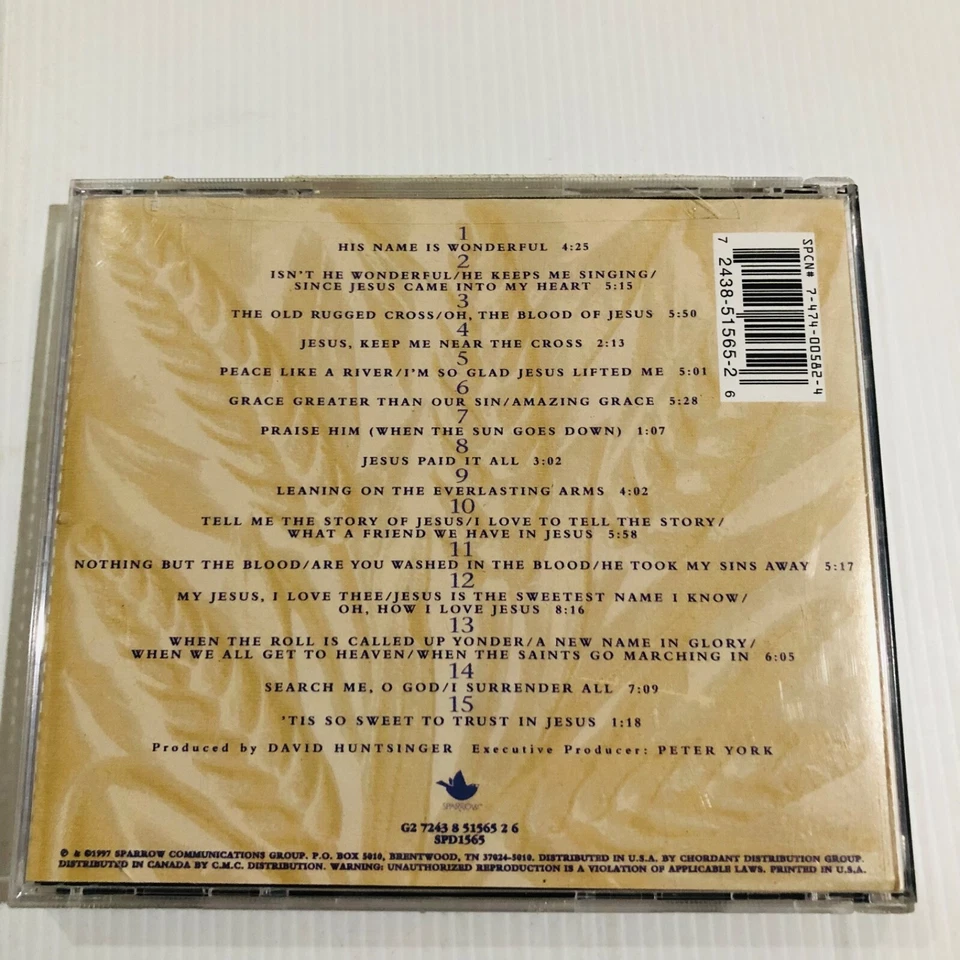 1
HIS NAME IS WONDERFUL 4:25
2
ISN'T HE WONDERFUL/HE KEEPS ME SINGING/
SINCE JESUS CAME INTO MY HEART 5:15
3
THE OLD RUGGED CROSS/OH, THE BLOOD OF JESUS 5:50
4
JESUS, KEEP ME NEAR THE CROSS 2:13
5
PEACE LIKE A RIVER/I'M SO GLAD JESUS LIFTED ME 5:01
6
GRACE GREATER THAN OUR SIN/AMAZING GRACE 5:28
7
PRAISE HIM (WHEN THE SUN GOES DOWN) 1:07
8
JESUS PAID IT ALL 3:02
9
LEANING ON THE EVERLASTING ARMS 4:02
10
TELL ME THE STORY OF JESUS/I LOVE TO TELL THE STORY/
WHAT A FRIEND WE HAVE IN JESUS 5:58
11
NOTHING BUT THE BLOOD/ARE YOU WASHED IN THE BLOOD/HE TOOK MY SINS AWAY 5:17
12
MY JESUS, I LOVE THEE/JESUS IS THE SWEETEST NAME I KNOW/
OH, HOW I LOVE JESUS 8:16
13
WHEN THE ROLL IS CALLED UP YONDER/A NEW NAME IN GLORY/
WHEN WE ALL GET TO HEAVEN/WHEN THE SAINTS GO MARCHING IN 6:05
14
SEARCH ME, O GOD/I SURRENDER ALL 7:09
15
'TIS SO SWEET TO TRUST IN JESUS 1:18
Produced by DAVID HUNTSINGER Executive Producer: PETER YORK
SPARROW™
G2 7243 8 51565 2 6
SPD1565
℗ & ©1997 SPARROW COMMUNICATIONS GROUP. P.O. BOX 5010, BRENTWOOD, TN 37024-5010. DISTRIBUTED IN U.S.A. BY CHORDANT DISTRIBUTION GROUP.
DISTRIBUTED IN CANADA BY C.M.C. DISTRIBUTION. WARNING: UNAUTHORIZED REPRODUCTION IS A VIOLATION OF APPLICABLE LAWS. PRINTED IN U.S.A.
SPCN# 7-474-00582-4
7 2438-51565-2 6